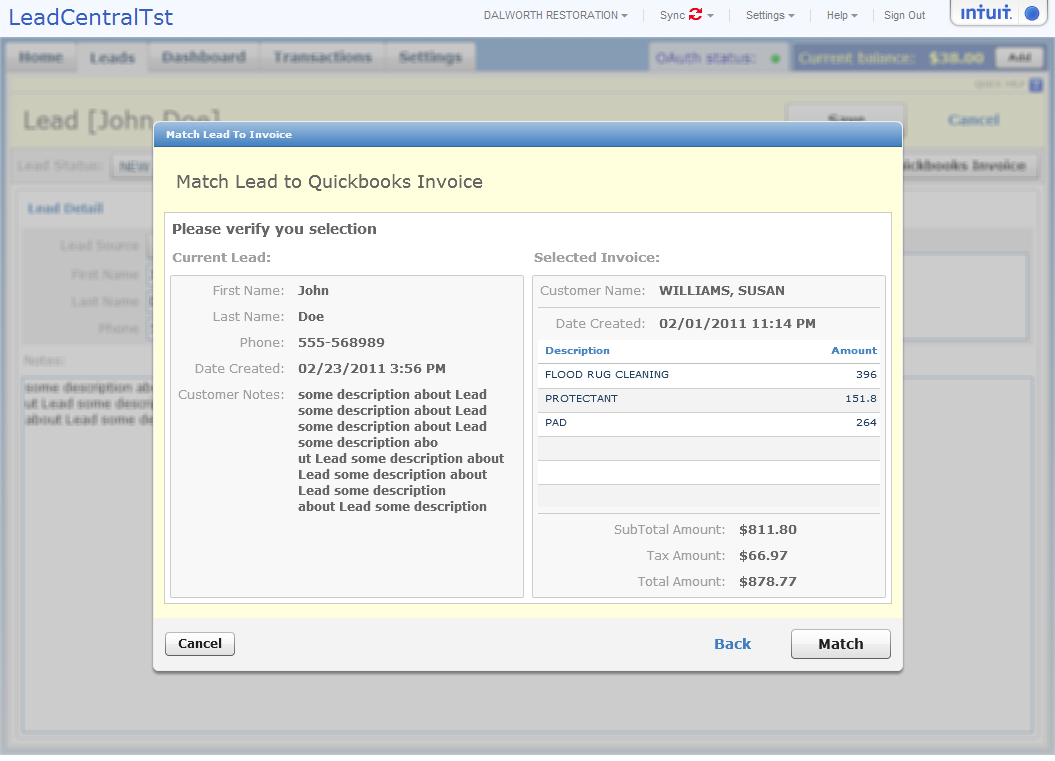 LeadCentralTst
DALWORTH RESTORATION
Sync
Settings
Help
Sign Out
intuit.
Home
Leads
Dashboard
Transactions
Settings
OAuth status:
Current balance: $38.00
Add
QUICK HELP
Lead [John Doe]
Save
Cancel
Lead Status:
NEW
Quickbooks Invoice
Lead Detail
Lead Source
First Name
Last Name
Phone
Notes:
some description
ut Lead some
about Lead some
Match Lead To Invoice
Match Lead to Quickbooks Invoice
Please verify you selection
Current Lead:
First Name: John
Last Name: Doe
Phone: 555-568989
Date Created: 02/23/2011 3:56 PM
Customer Notes: some description about Lead
some description about Lead
some description about Lead
some description abo
ut Lead some description about
Lead some description about
Lead some description
about Lead some description
Selected Invoice:
Customer Name: WILLIAMS, SUSAN
Date Created: 02/01/2011 11:14 PM
Description Amount
FLOOD RUG CLEANING 396
PROTECTANT 151.8
PAD 264
SubTotal Amount: $811.80
Tax Amount: $66.97
Total Amount: $878.77
Cancel
Back
Match